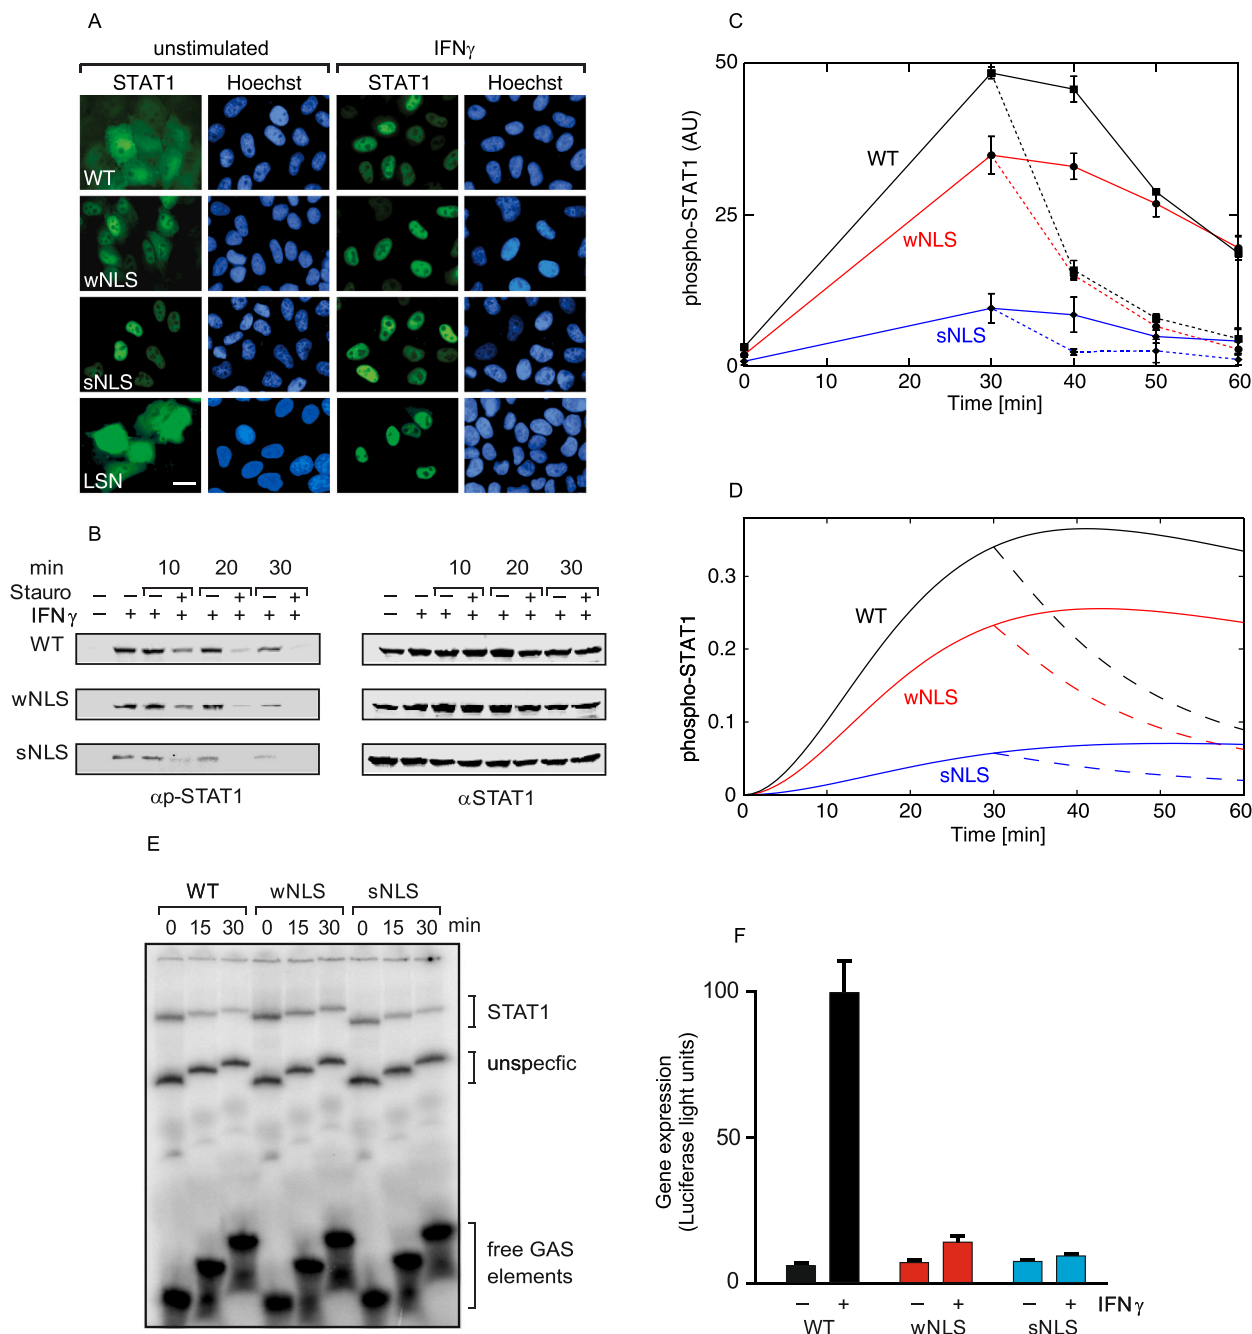 A
unstimulated IFNγ
STAT1 Hoechst STAT1 Hoechst
WT
wNLS
sNLS
LSN
B
min 10 20 30 10 20 30
Stauro − + − + − + − + − + − +
IFNγ − + + + + + + + − + + + + + + +
WT
wNLS
sNLS
αp-STAT1 αSTAT1
C
phospho-STAT1 (AU)
50
25
0
WT
wNLS
sNLS
0 10 20 30 40 50 60
Time [min]
D
phospho-STAT1
0.3
0.2
0.1
0
WT
wNLS
sNLS
0 10 20 30 40 50 60
Time [min]
E
WT wNLS sNLS
0 15 30 0 15 30 0 15 30 min
STAT1
unspecfic
free GAS
elements
F
Gene expression
(Luciferase light units)
100
50
0
− + − + − + IFNγ
WT wNLS sNLS